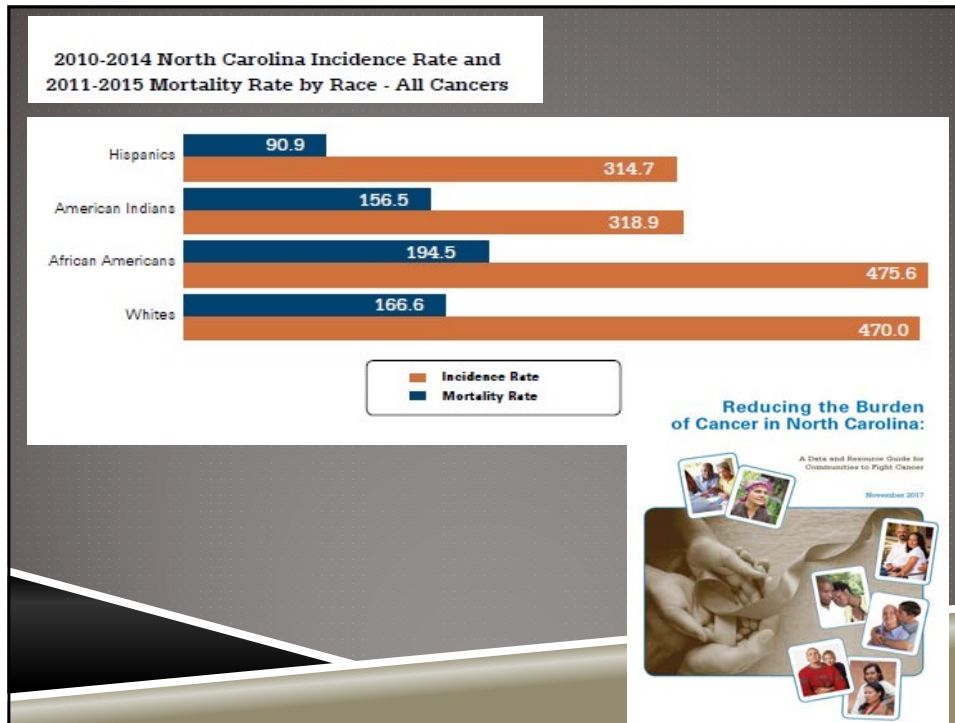 2010-2014 North Carolina Incidence Rate and
2011-2015 Mortality Rate by Race - All Cancers
Hispanics
90.9
314.7
American Indians
156.5
318.9
African Americans
194.5
475.6
Whites
166.6
470.0
Incidence Rate
Mortality Rate
Reducing the Burden
of Cancer in North Carolina:
A Data and Resource Guide for
Communities to Fight Cancer
November 2017